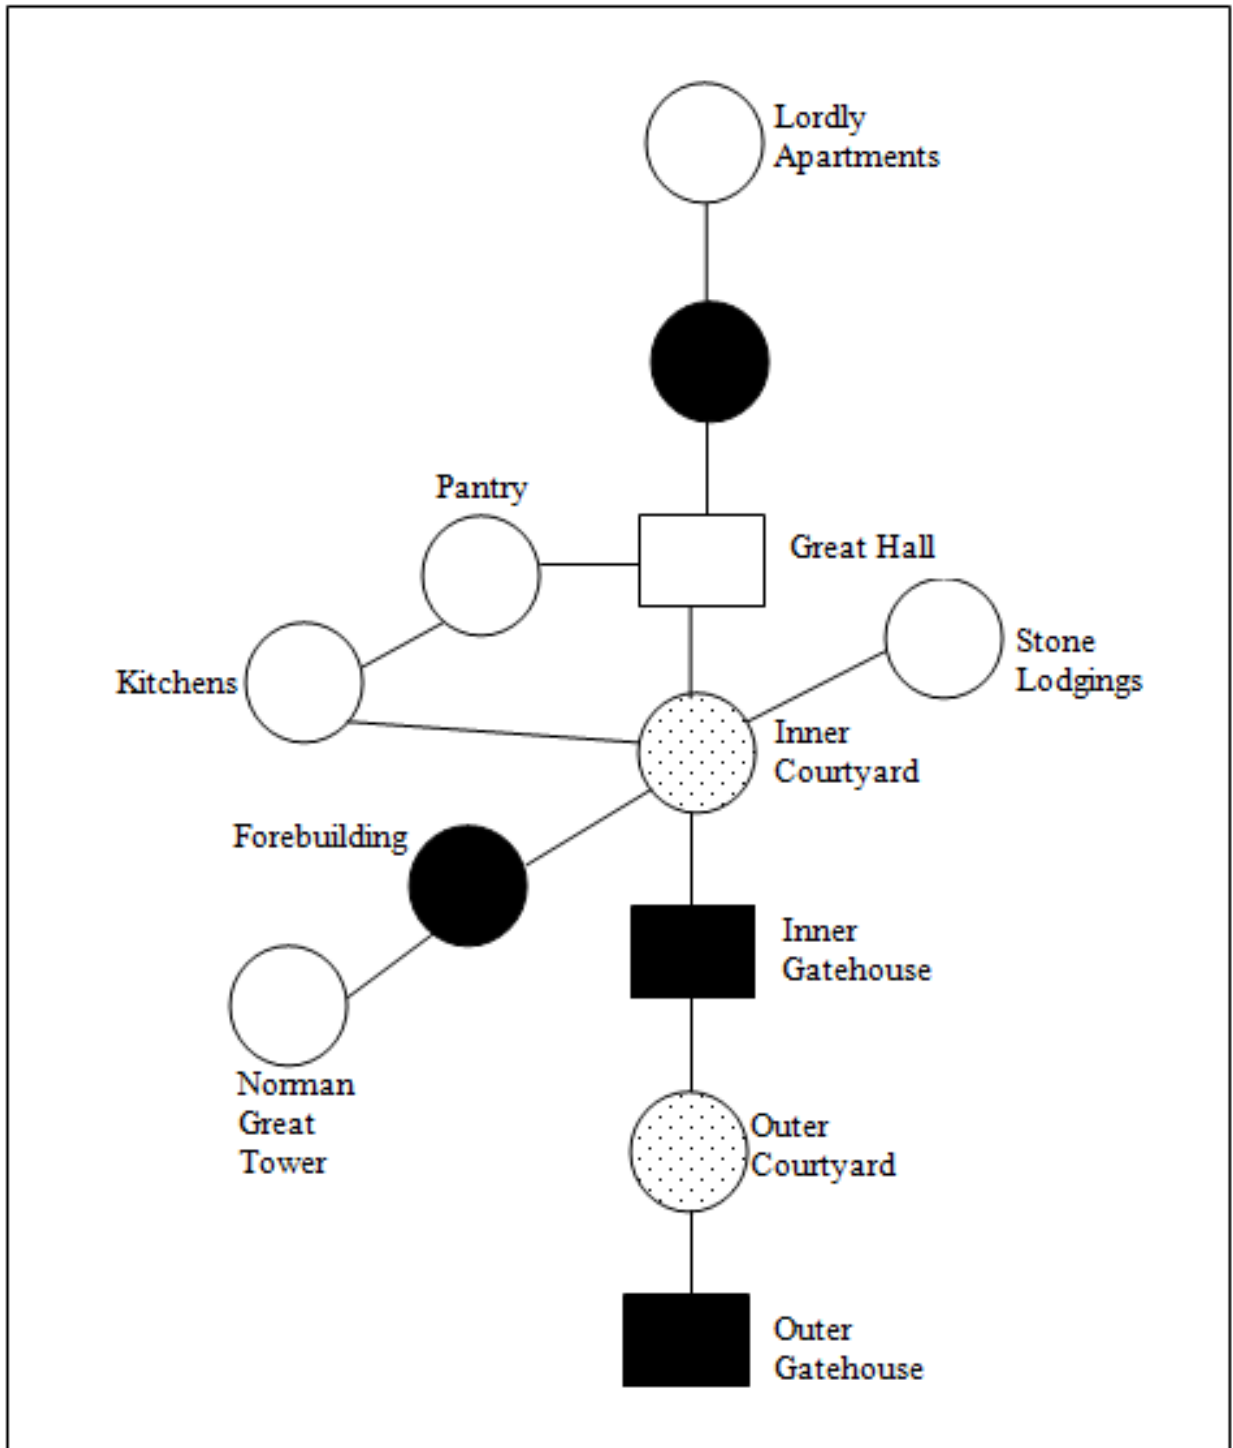 Lordly
Apartments
Pantry
Great Hall
Stone
Lodgings
Kitchens
Inner
Courtyard
Forebuilding
Inner
Gatehouse
Norman
Great
Tower
Outer
Courtyard
Outer
Gatehouse